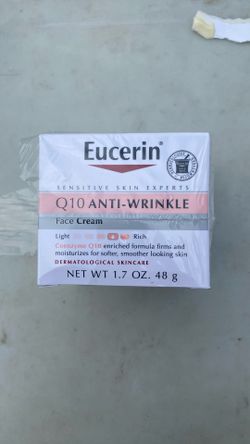 Eucerin®
SENSITIVE SKIN EXPERTS
Q10 ANTI-WRINKLE
Face Cream
Light Rich
Coenzyme Q10 enriched formula firms and
moisturizes for softer, smoother looking skin
DERMATOLOGICAL SKINCARE
NET WT 1.7 OZ. 48 g